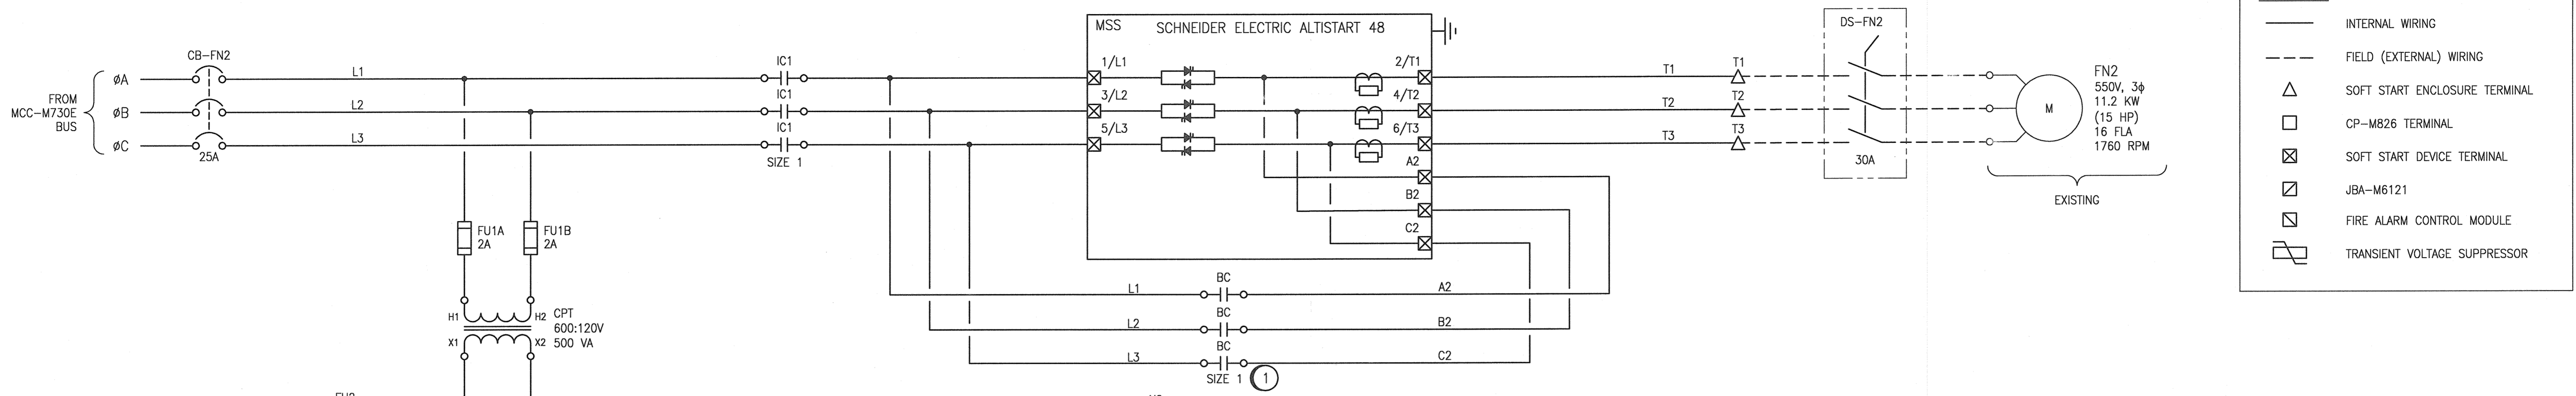 FROM
MCC-M730E
BUS
ØA
ØB
ØC
CB-FN2
25A
L1
L2
L3
FU1A
2A
FU1B
2A
H1
H2
X1
X2
CPT
600:120V
500 VA
IC1
IC1
IC1
SIZE 1
MSS
SCHNEIDER ELECTRIC ALTISTART 48
1/L1
3/L2
5/L3
2/T1
4/T2
6/T3
A2
B2
C2
L1
BC
A2
L2
BC
B2
L3
BC
C2
SIZE 1
1
T1
T2
T3
T1
T2
T3
DS-FN2
30A
M
FN2
550V, 3ϕ
11.2 KW
(15 HP)
16 FLA
1760 RPM
EXISTING
INTERNAL WIRING
FIELD (EXTERNAL) WIRING
SOFT START ENCLOSURE TERMINAL
CP-M826 TERMINAL
SOFT START DEVICE TERMINAL
JBA-M6121
FIRE ALARM CONTROL MODULE
TRANSIENT VOLTAGE SUPPRESSOR